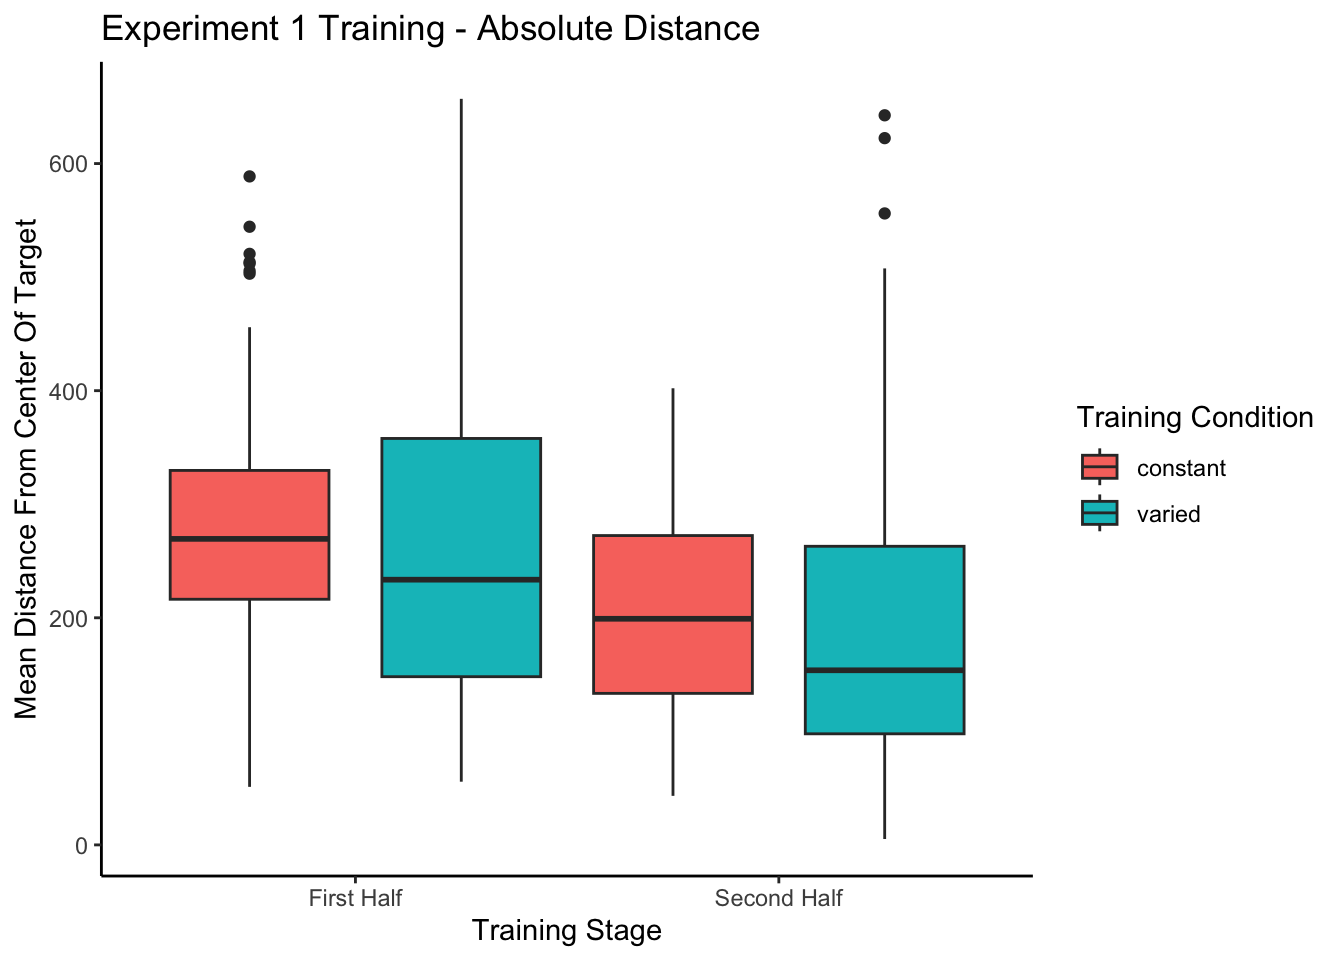 Experiment 1 Training - Absolute Distance
Mean Distance From Center Of Target
600
400
200
0
First Half
Second Half
Training Stage
Training Condition
constant
varied